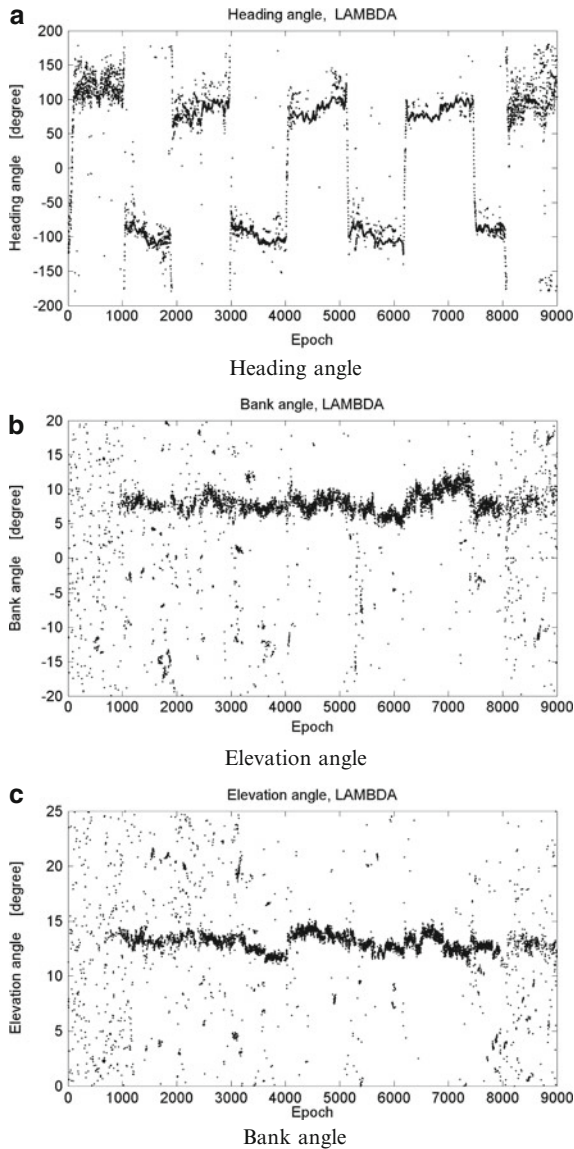 a
Heading angle, LAMBDA
200
150
100
50
0
-50
-100
-150
-200
Heading angle [degree]
0 1000 2000 3000 4000 5000 6000 7000 8000 9000
Epoch
Heading angle
b
Bank angle, LAMBDA
20
15
10
5
0
-5
-10
-15
-20
Bank angle [degree]
0 1000 2000 3000 4000 5000 6000 7000 8000 9000
Epoch
Elevation angle
c
Elevation angle, LAMBDA
25
20
15
10
5
0
Elevation angle [degree]
0 1000 2000 3000 4000 5000 6000 7000 8000 9000
Epoch
Bank angle